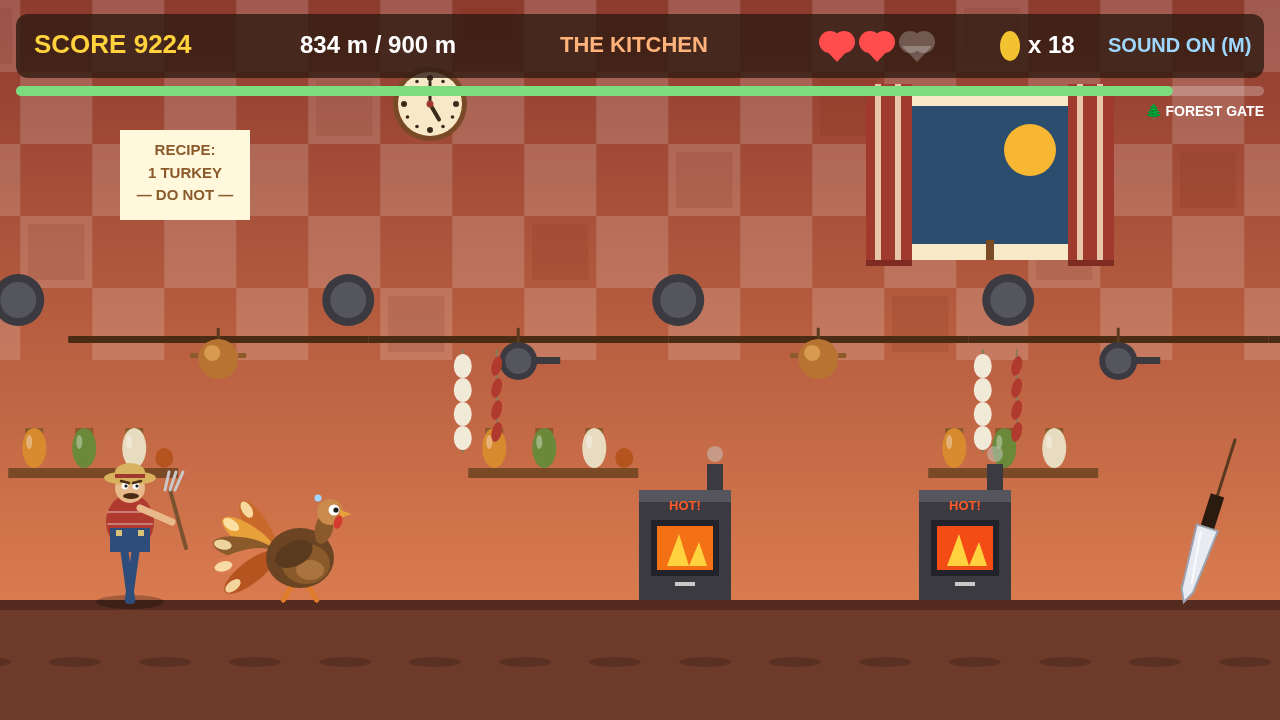 SCORE 9224
834 m / 900 m
THE KITCHEN
x 18
SOUND ON (M)
🌲 FOREST GATE
RECIPE:
1 TURKEY
— DO NOT —
HOT!
HOT!